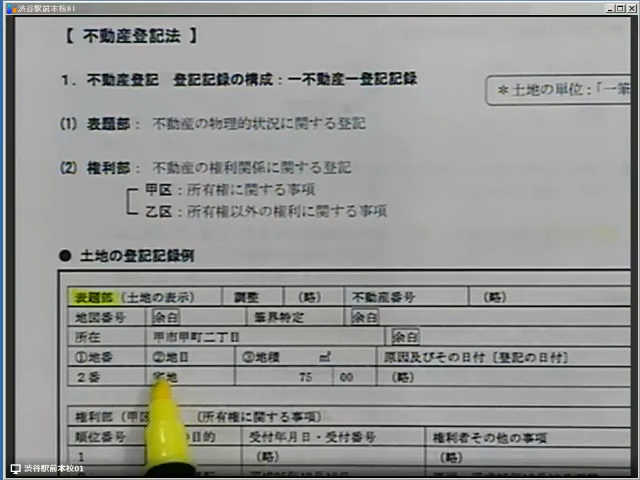 渋谷駅前本校01
【 不動産登記法 】
1. 不動産登記 登記記録の構成：一不動産一登記記録
＊土地の単位：「一筆
(1) 表題部： 不動産の物理的状況に関する登記
(2) 権利部： 不動産の権利関係に関する登記
甲区：所有権に関する事項
乙区：所有権以外の権利に関する事項
● 土地の登記記録例
表題部（土地の表示） 調整 （略） 不動産番号 （略）
地図番号 余白 筆界特定 余白
所在 甲市甲町二丁目 余白
①地番 ②地目 ③地積 ㎡ 原因及びその日付［登記の日付］
2番 宅地 75 00 （略）
権利部（甲区 （所有権に関する事項）
順位番号 の目的 受付年月日・受付番号 権利者その他の事項
1 （略） （略）
渋谷駅前本校01